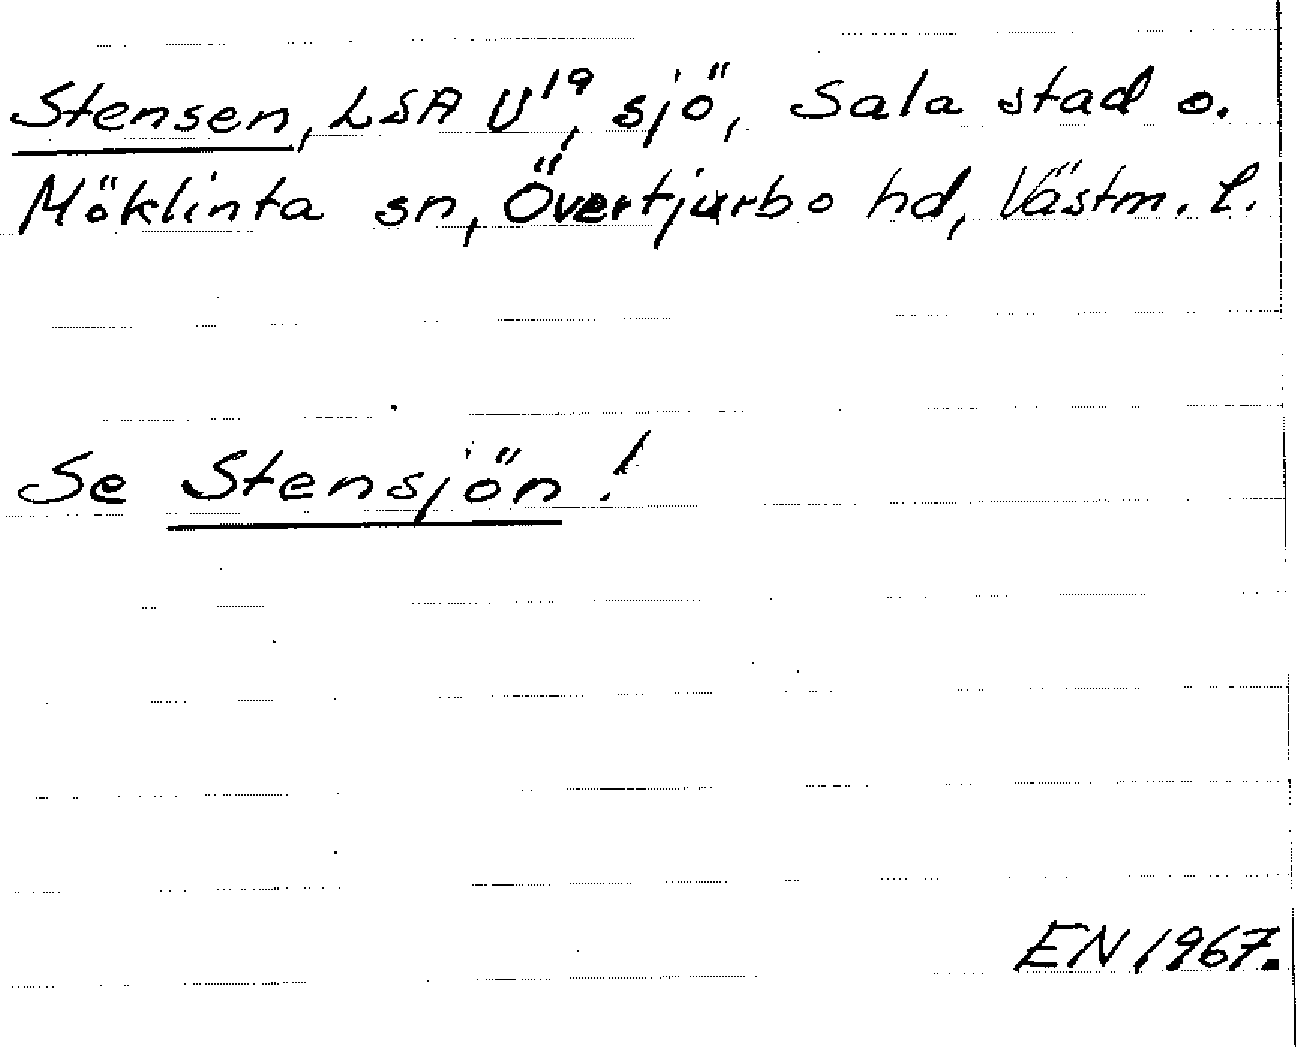 Stensen, LSA U¹⁹, sjö, Sala stad o.
Möklinta sn, Övertjurbo hd, Västm. l.
Se Stensjön!
EN 1967.